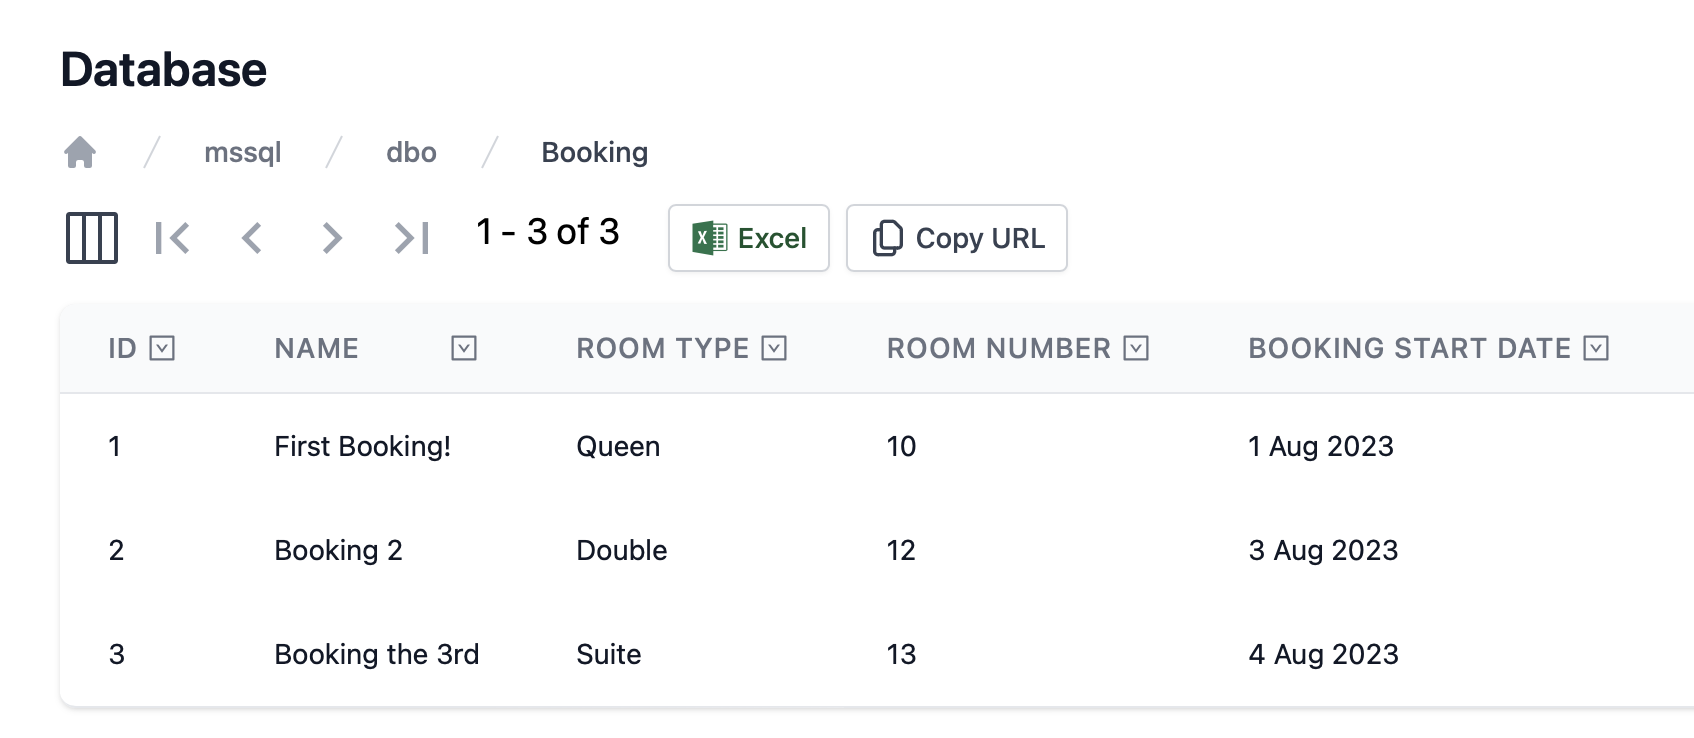 Database
mssql / dbo / Booking
1 - 3 of 3 Excel Copy URL
ID NAME ROOM TYPE ROOM NUMBER BOOKING START DATE
1 First Booking! Queen 10 1 Aug 2023
2 Booking 2 Double 12 3 Aug 2023
3 Booking the 3rd Suite 13 4 Aug 2023